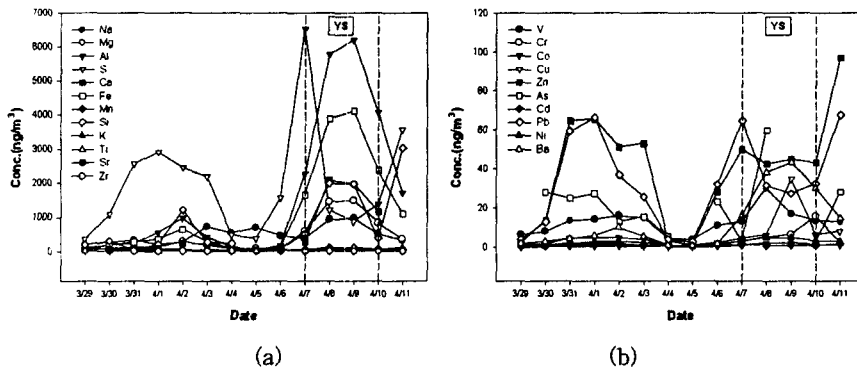 YS
7000
6000
5000
4000
3000
2000
1000
0
Conc.(ng/m³)
Na
Mg
Al
S
Ca
Fe
Mn
Si
K
Ti
Sr
Zr
3/29 3/30 3/31 4/1 4/2 4/3 4/4 4/5 4/6 4/7 4/8 4/9 4/10 4/11
Date
(a)
YS
120
100
80
60
40
20
0
Conc.(ng/m³)
V
Cr
Co
Cu
Zn
As
Cd
Pb
Ni
Ba
3/29 3/30 3/31 4/1 4/2 4/3 4/4 4/5 4/6 4/7 4/8 4/9 4/10 4/11
Date
(b)